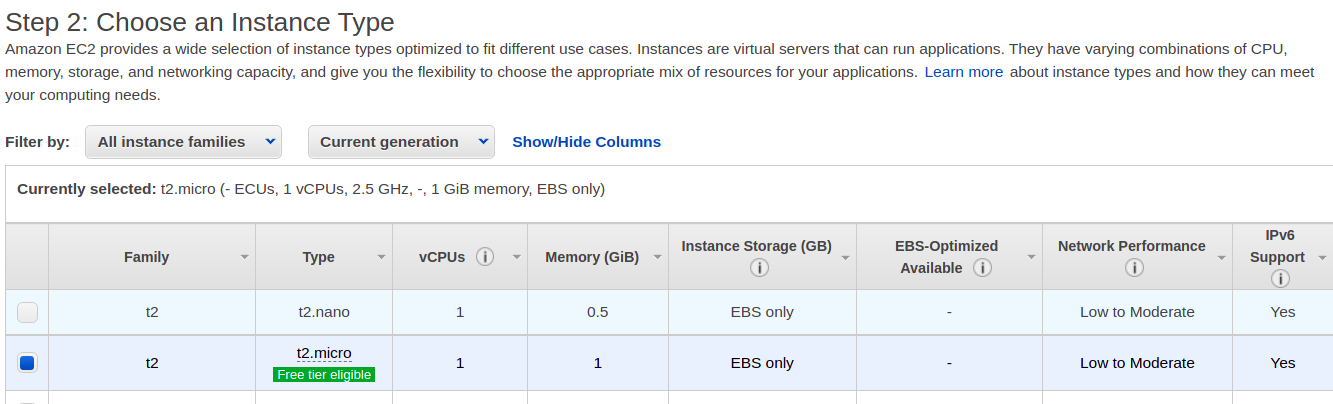 Step 2: Choose an Instance Type
Amazon EC2 provides a wide selection of instance types optimized to fit different use cases. Instances are virtual servers that can run applications. They have varying combinations of CPU,
memory, storage, and networking capacity, and give you the flexibility to choose the appropriate mix of resources for your applications. Learn more about instance types and how they can meet
your computing needs.
Filter by: All instance families Current generation Show/Hide Columns
Currently selected: t2.micro (- ECUs, 1 vCPUs, 2.5 GHz, -, 1 GiB memory, EBS only)
Family Type vCPUs i Memory (GiB) Instance Storage (GB) i EBS-Optimized Available i Network Performance i IPv6 Support i
t2 t2.nano 1 0.5 EBS only - Low to Moderate Yes
t2 t2.micro 1 1 EBS only - Low to Moderate Yes
Free tier eligible